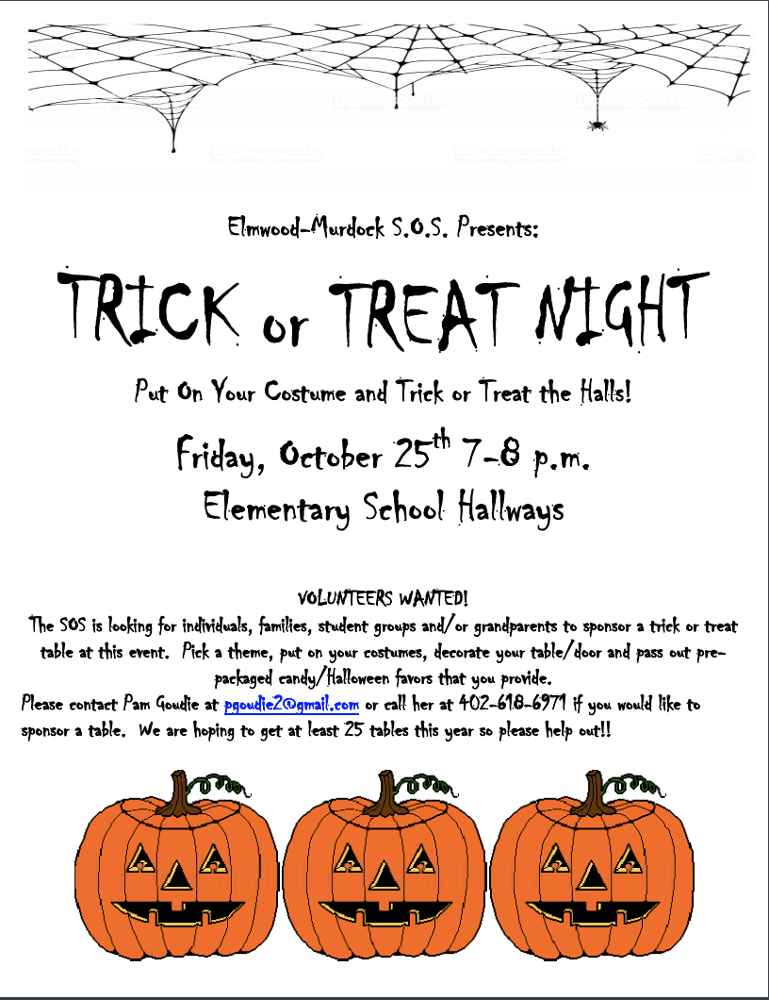 Elmwood-Murdock S.O.S. Presents:
TRICK or TREAT NIGHT
Put On Your Costume and Trick or Treat the Halls!
Friday, October 25th 7-8 p.m.
Elementary School Hallways
VOLUNTEERS WANTED!
The SOS is looking for individuals, families, student groups and/or grandparents to sponsor a trick or treat
table at this event. Pick a theme, put on your costumes, decorate your table/door and pass out pre-
packaged candy/Halloween favors that you provide.
Please contact Pam Goudie at pgoudie2@gmail.com or call her at 402-618-6971 if you would like to
sponsor a table. We are hoping to get at least 25 tables this year so please help out!!